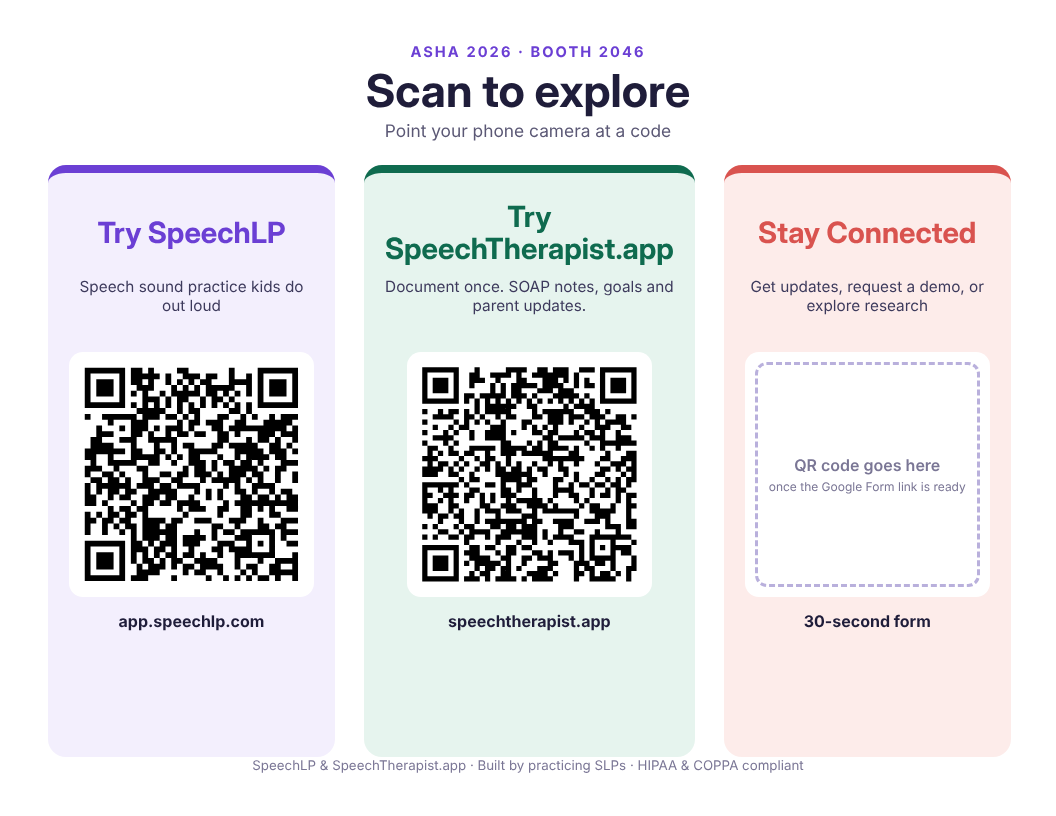 ASHA 2026 · BOOTH 2046
Scan to explore
Point your phone camera at a code
Try SpeechLP
Speech sound practice kids do
out loud
app.speechlp.com
Try
SpeechTherapist.app
Document once. SOAP notes, goals and
parent updates.
speechtherapist.app
Stay Connected
Get updates, request a demo, or
explore research
QR code goes here
once the Google Form link is ready
30-second form
SpeechLP & SpeechTherapist.app · Built by practicing SLPs · HIPAA & COPPA compliant